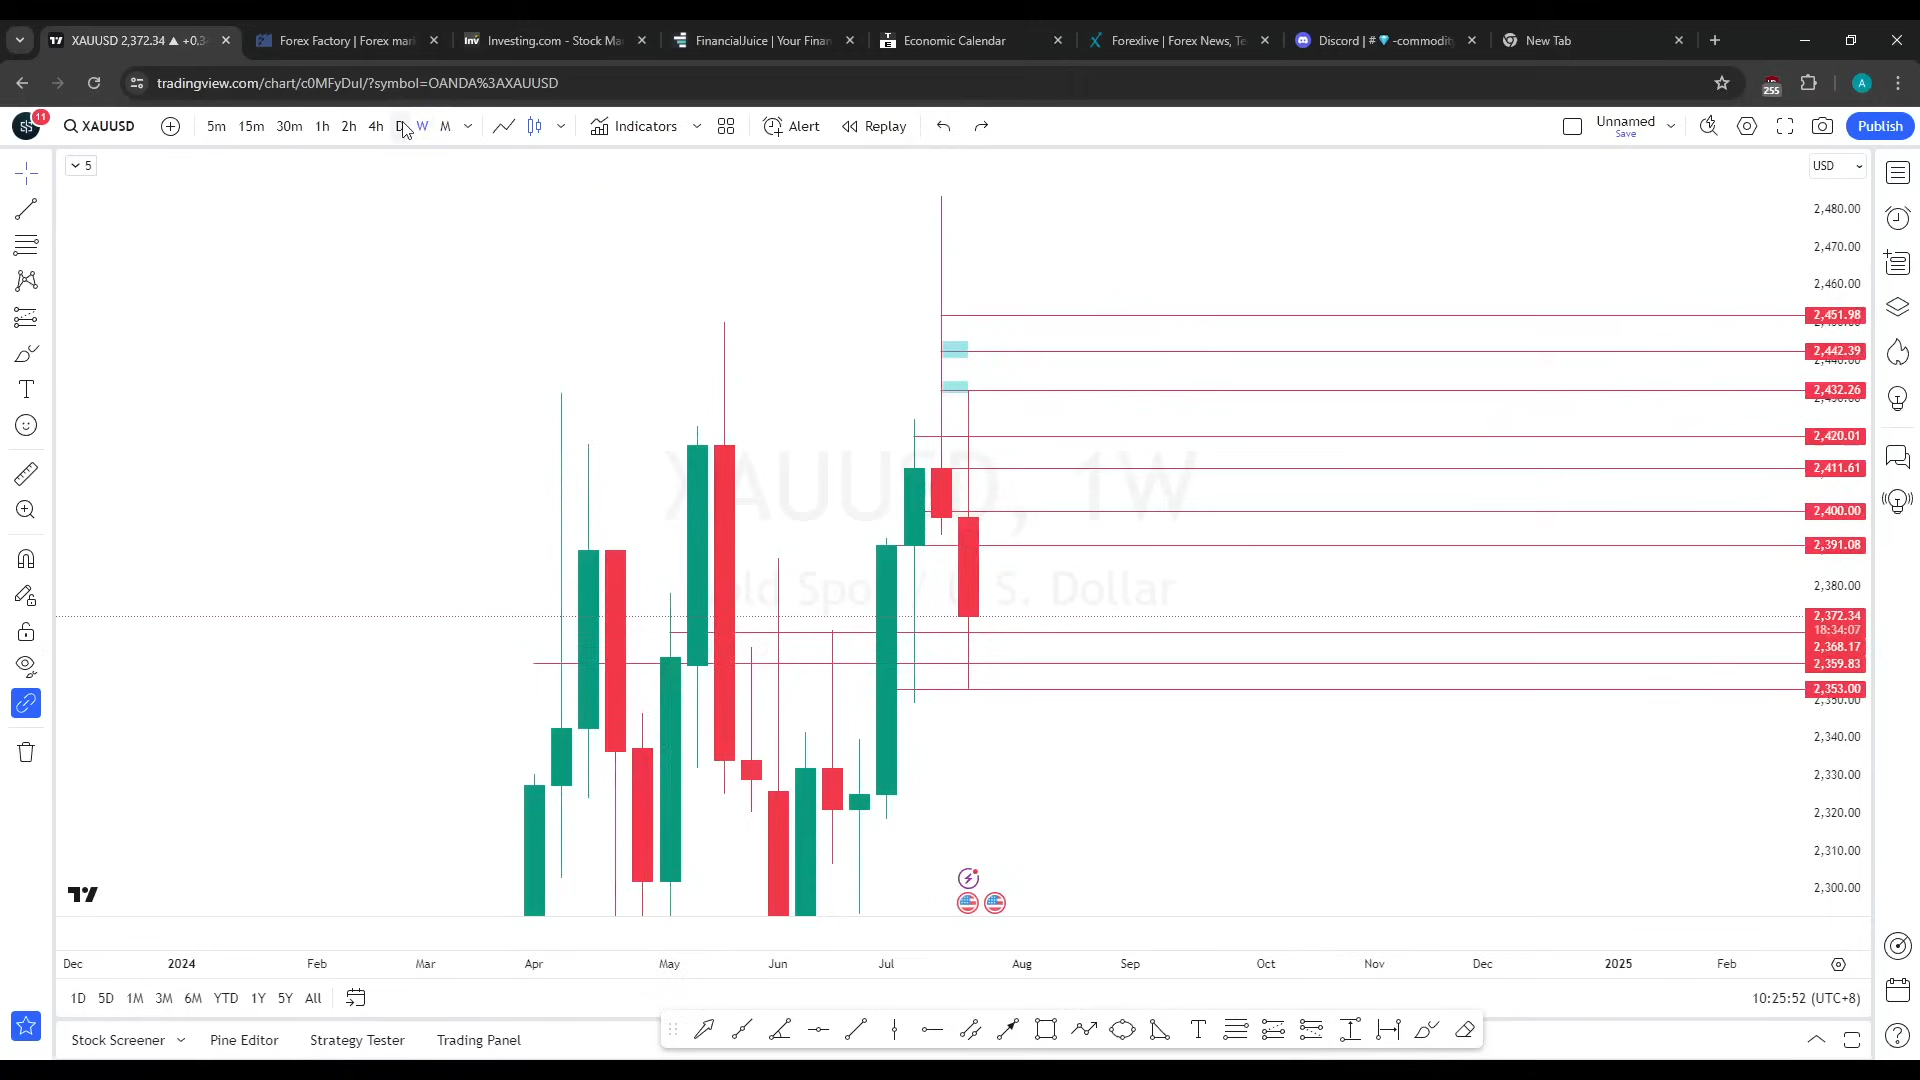 XAUUSD 2,372.34 ▲ +0.3
Forex Factory | Forex mar
Investing.com - Stock Ma
FinancialJuice | Your Finan
Economic Calendar
Forexlive | Forex News, Te
Discord | #💎-commodity
New Tab
tradingview.com/chart/c0MFyDuI/?symbol=OANDA%3AXAUUSD
255
A
11
XAUUSD
5m 15m 30m 1h 2h 4h D W M
Indicators
Alert
Replay
Unnamed
Save
Publish
5
USD
2,480.00
2,470.00
2,460.00
2,451.98
2,442.39
2,432.26
2,420.01
2,411.61
2,400.00
2,391.08
2,380.00
2,372.34
18:34:07
2,368.17
2,359.83
2,353.00
2,340.00
2,330.00
2,320.00
2,310.00
2,300.00
XAUUSD, 1W
Gold Spot / U.S. Dollar
Dec 2024 Feb Mar Apr May Jun Jul Aug Sep Oct Nov Dec 2025 Feb
1D 5D 1M 3M 6M YTD 1Y 5Y All
10:25:52 (UTC+8)
Stock Screener
Pine Editor
Strategy Tester
Trading Panel